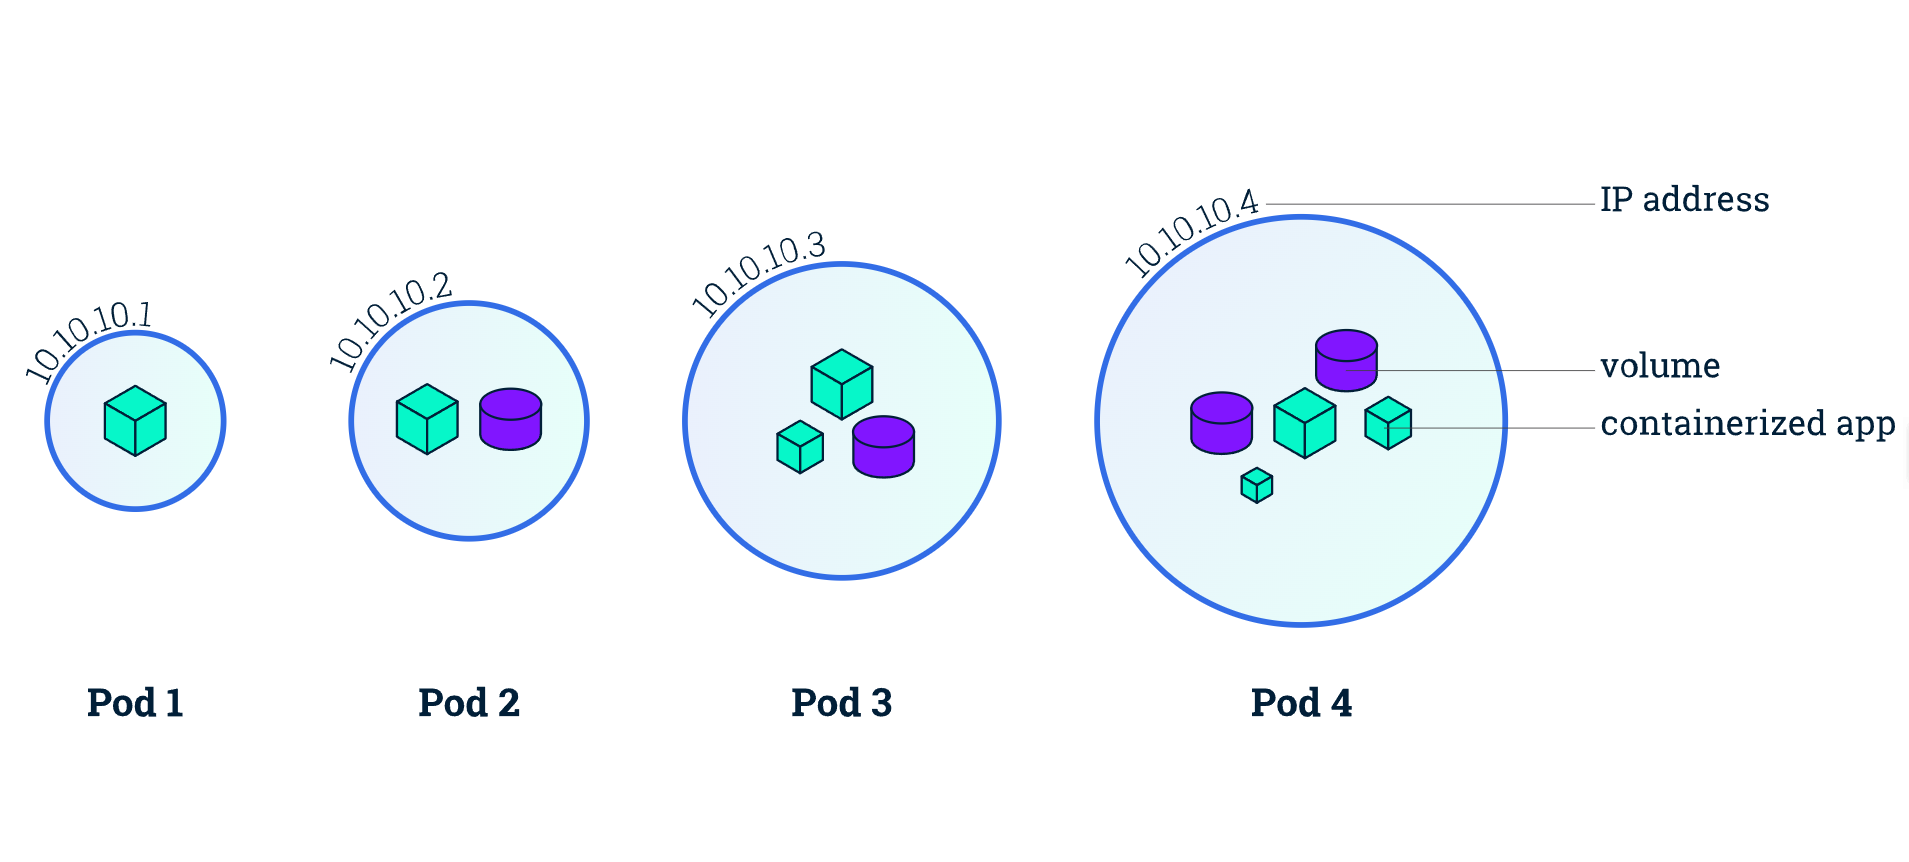 10.10.10.1
10.10.10.2
10.10.10.3
10.10.10.4
IP address
volume
containerized app
Pod 1
Pod 2
Pod 3
Pod 4